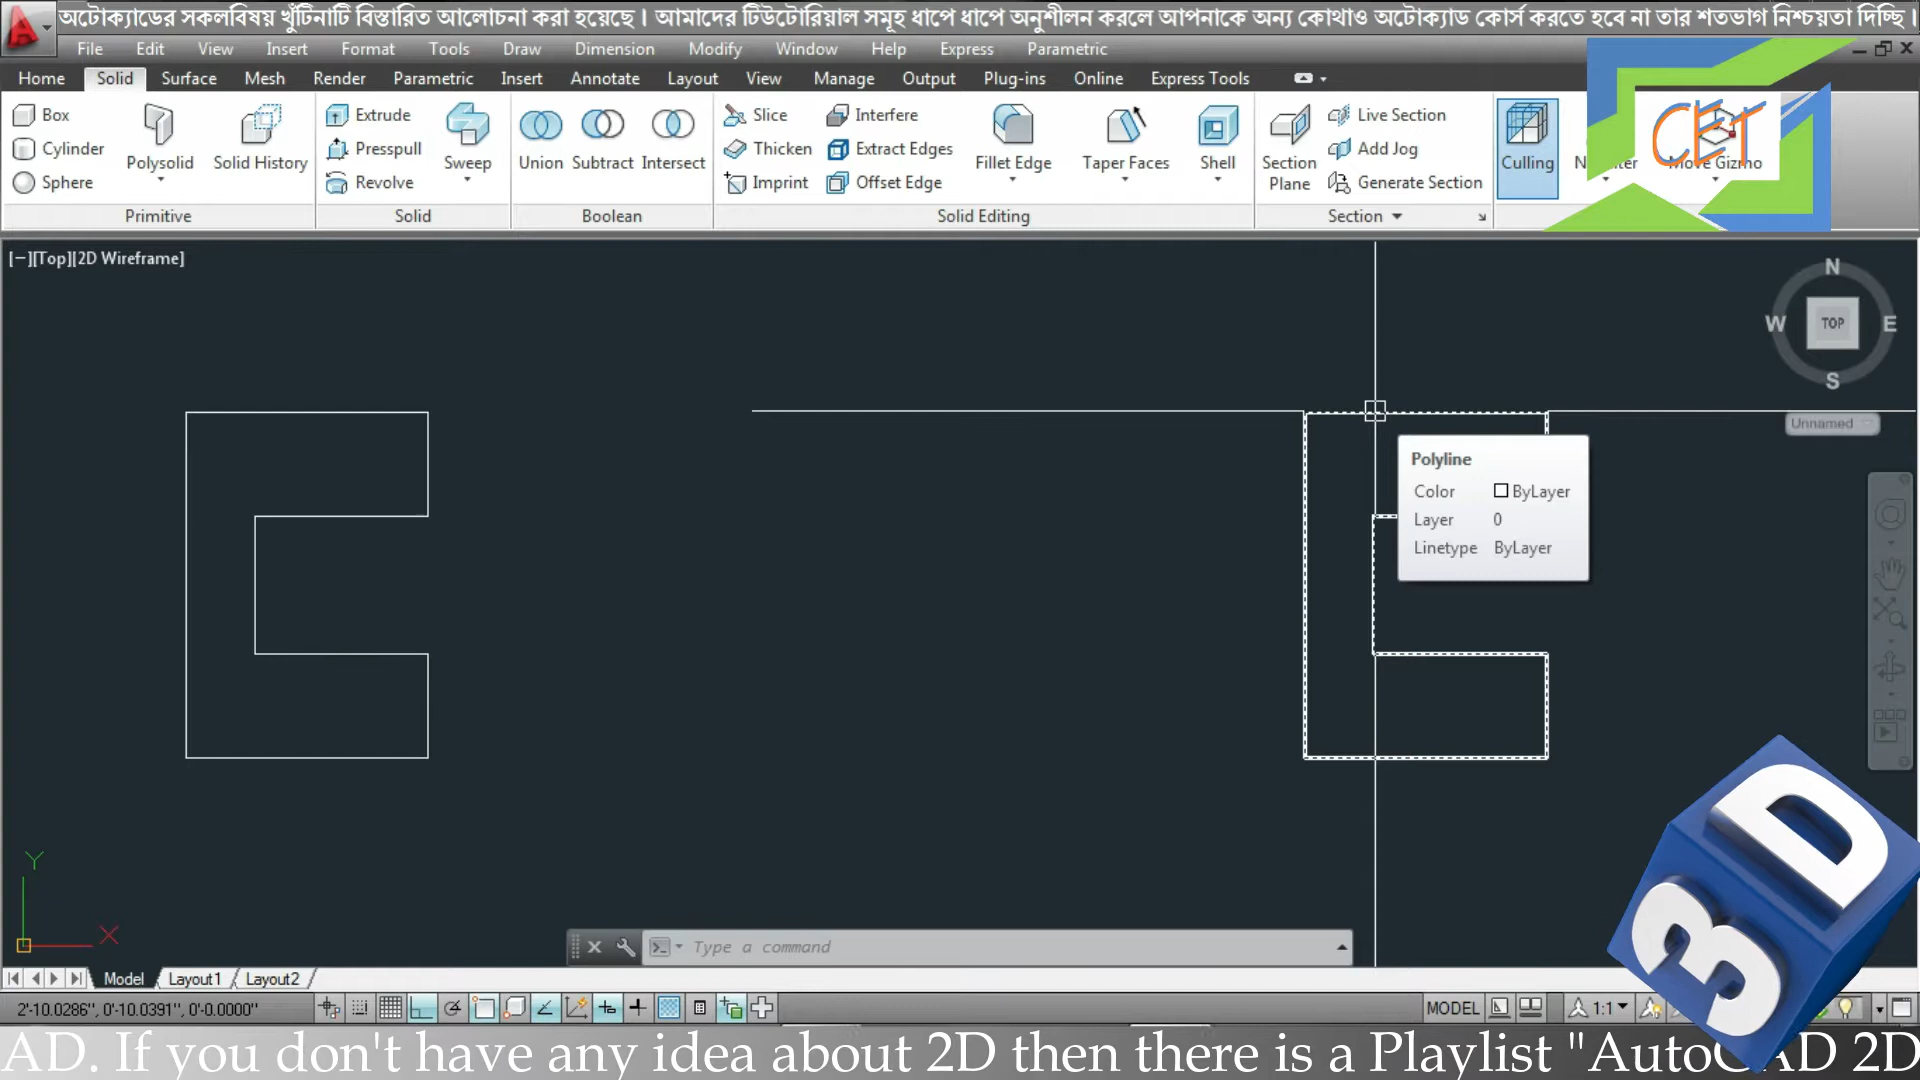 অটোক্যাডের সকলবিষয় খুঁটিনাটি বিস্তারিত আলোচনা করা হয়েছে। আমাদের টিউটোরিয়াল সমূহ ধাপে ধাপে অনুশীলন করলে আপনাকে অন্য কোথাও অটোক্যাড কোর্স করতে হবে না তার শতভাগ নিশ্চয়তা দিচ্ছি।
File Edit View Insert Format Tools Draw Dimension Modify Window Help Express Parametric
Home Solid Surface Mesh Render Parametric Insert Annotate Layout View Manage Output Plug-ins Online Express Tools
Box Extrude Slice Interfere Live Section
Cylinder Presspull Thicken Extract Edges Add Jog
Sphere Revolve Imprint Offset Edge Generate Section
Polysolid Solid History Sweep Union Subtract Intersect Fillet Edge Taper Faces Shell Section Plane Culling Move Gizmo
CET
Primitive Solid Boolean Solid Editing Section
[−][Top][2D Wireframe]
N
W TOP E
S
Unnamed
Polyline
Color ByLayer
Layer 0
Linetype ByLayer
3D
Y
X
Type a command
Model Layout1 Layout2
2'-10.0286", 0'-10.0391", 0'-0.0000" MODEL 1:1
AD. If you don't have any idea about 2D then there is a Playlist "AutoCAD 2D